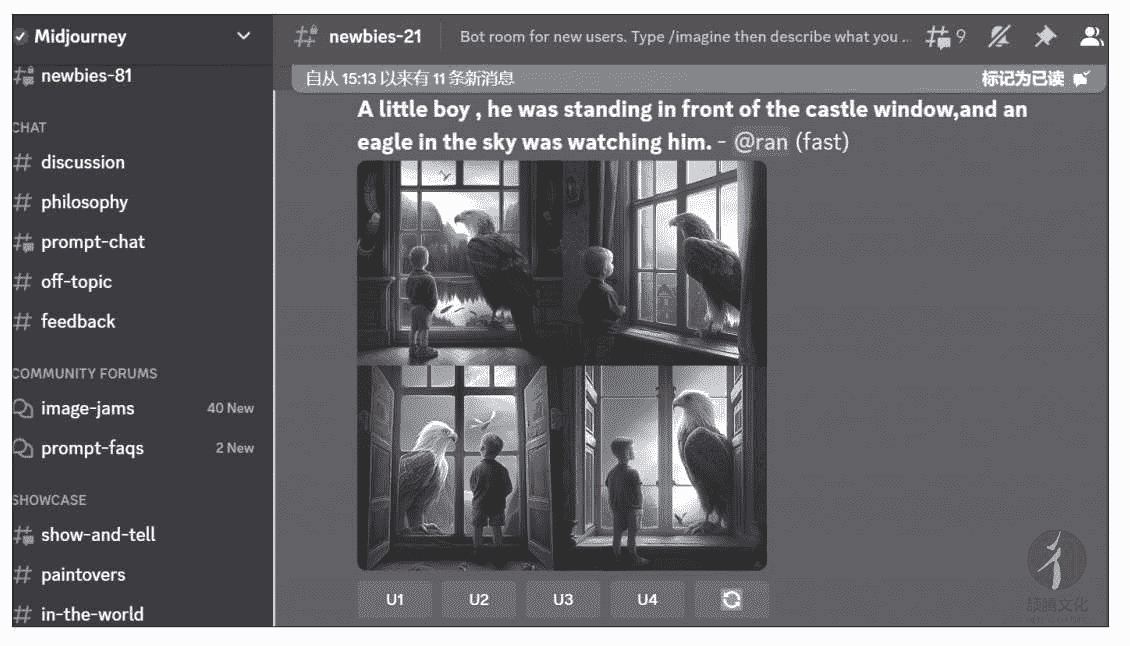 Midjourney
newbies-81
CHAT
discussion
philosophy
prompt-chat
off-topic
feedback
COMMUNITY FORUMS
image-jams 40 New
prompt-faqs 2 New
SHOWCASE
show-and-tell
paintovers
in-the-world
newbies-21 Bot room for new users. Type /imagine then describe what you ... 9
自从 15:13 以来有 11 条新消息 标记为已读
A little boy , he was standing in front of the castle window,and an
eagle in the sky was watching him. - @ran (fast)
U1 U2 U3 U4
颉腾文化